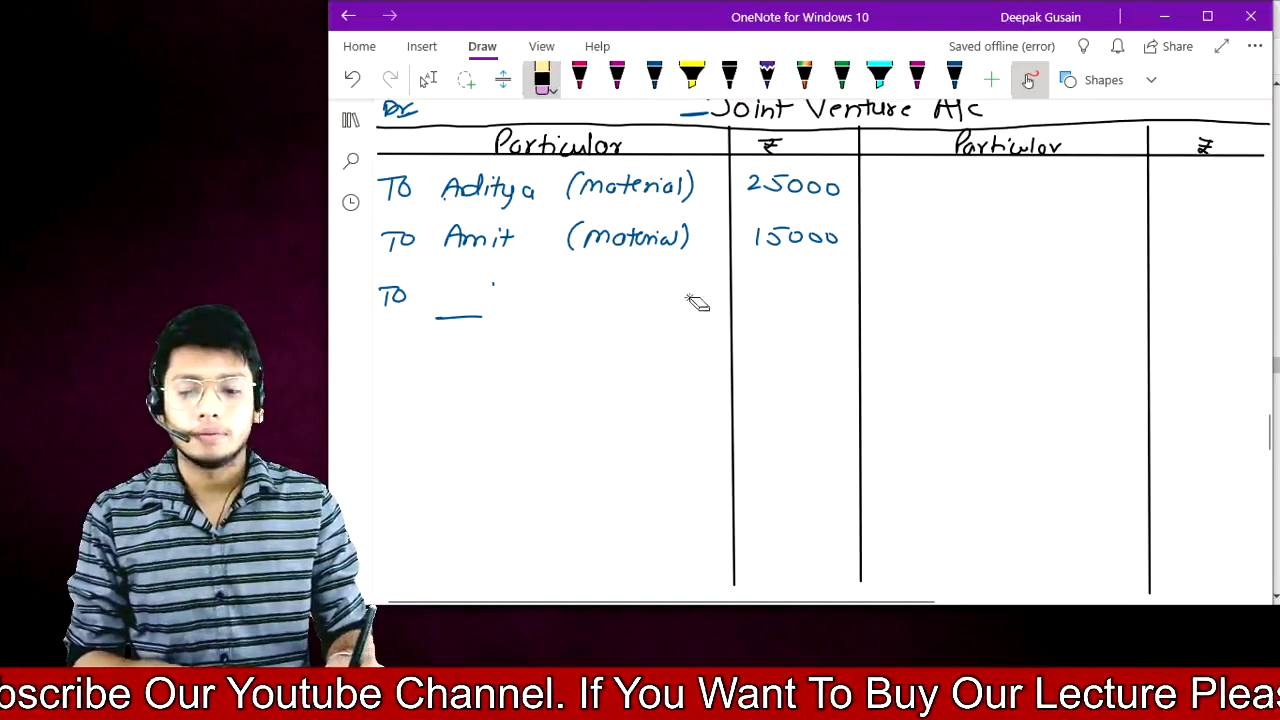 OneNote for Windows 10
Deepak Gusain
Home Insert Draw View Help
Saved offline (error)
Share
Shapes
Dr Joint Venture A/c
Particular ₹ Particular ₹
To Aditya (material) 25000
To Amit (Material) 15000
To
bscribe Our Youtube Channel. If You Want To Buy Our Lecture Pleas